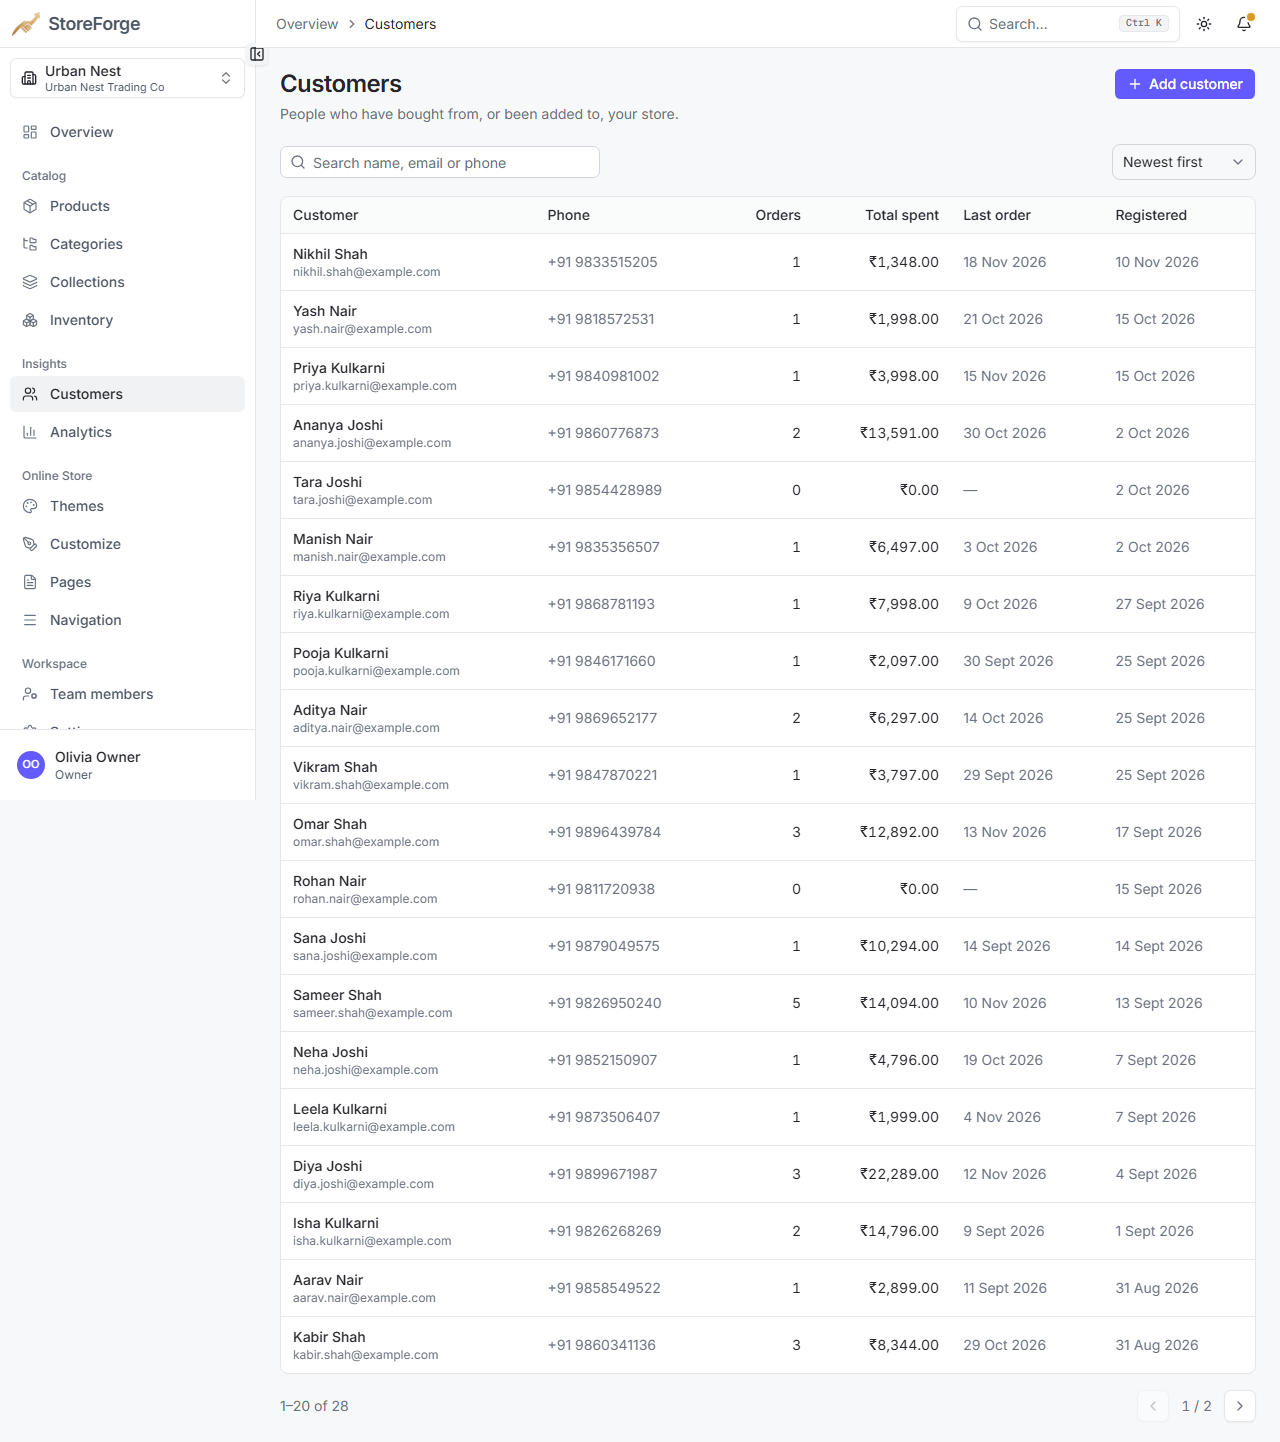 StoreForge
Overview > Customers
Search...
Ctrl K
Urban Nest
Urban Nest Trading Co
Overview
Catalog
Products
Categories
Collections
Inventory
Insights
Customers
Analytics
Online Store
Themes
Customize
Pages
Navigation
Workspace
Team members
OO
Olivia Owner
Owner
Customers
Add customer
People who have bought from, or been added to, your store.
Search name, email or phone
Newest first
Customer Phone Orders Total spent Last order Registered
Nikhil Shah
nikhil.shah@example.com
+91 9833515205 1 ₹1,348.00 18 Nov 2026 10 Nov 2026
Yash Nair
yash.nair@example.com
+91 9818572531 1 ₹1,998.00 21 Oct 2026 15 Oct 2026
Priya Kulkarni
priya.kulkarni@example.com
+91 9840981002 1 ₹3,998.00 15 Nov 2026 15 Oct 2026
Ananya Joshi
ananya.joshi@example.com
+91 9860776873 2 ₹13,591.00 30 Oct 2026 2 Oct 2026
Tara Joshi
tara.joshi@example.com
+91 9854428989 0 ₹0.00 — 2 Oct 2026
Manish Nair
manish.nair@example.com
+91 9835356507 1 ₹6,497.00 3 Oct 2026 2 Oct 2026
Riya Kulkarni
riya.kulkarni@example.com
+91 9868781193 1 ₹7,998.00 9 Oct 2026 27 Sept 2026
Pooja Kulkarni
pooja.kulkarni@example.com
+91 9846171660 1 ₹2,097.00 30 Sept 2026 25 Sept 2026
Aditya Nair
aditya.nair@example.com
+91 9869652177 2 ₹6,297.00 14 Oct 2026 25 Sept 2026
Vikram Shah
vikram.shah@example.com
+91 9847870221 1 ₹3,797.00 29 Sept 2026 25 Sept 2026
Omar Shah
omar.shah@example.com
+91 9896439784 3 ₹12,892.00 13 Nov 2026 17 Sept 2026
Rohan Nair
rohan.nair@example.com
+91 9811720938 0 ₹0.00 — 15 Sept 2026
Sana Joshi
sana.joshi@example.com
+91 9879049575 1 ₹10,294.00 14 Sept 2026 14 Sept 2026
Sameer Shah
sameer.shah@example.com
+91 9826950240 5 ₹14,094.00 10 Nov 2026 13 Sept 2026
Neha Joshi
neha.joshi@example.com
+91 9852150907 1 ₹4,796.00 19 Oct 2026 7 Sept 2026
Leela Kulkarni
leela.kulkarni@example.com
+91 9873506407 1 ₹1,999.00 4 Nov 2026 7 Sept 2026
Diya Joshi
diya.joshi@example.com
+91 9899671987 3 ₹22,289.00 12 Nov 2026 4 Sept 2026
Isha Kulkarni
isha.kulkarni@example.com
+91 9826268269 2 ₹14,796.00 9 Sept 2026 1 Sept 2026
Aarav Nair
aarav.nair@example.com
+91 9858549522 1 ₹2,899.00 11 Sept 2026 31 Aug 2026
Kabir Shah
kabir.shah@example.com
+91 9860341136 3 ₹8,344.00 29 Oct 2026 31 Aug 2026
1–20 of 28
1 / 2